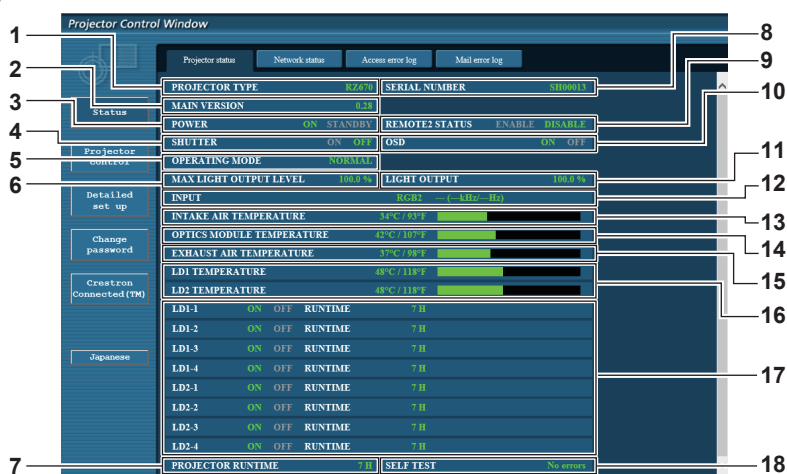 Projector Control Window
Projector status Network status Access error log Mail error log
Status
Projector
control
Detailed
set up
Change
password
Crestron
Connected(TM)
Japanese
PROJECTOR TYPE RZ670 SERIAL NUMBER SH00013
MAIN VERSION 0.28
POWER ON STANDBY REMOTE2 STATUS ENABLE DISABLE
SHUTTER ON OFF OSD ON OFF
OPERATING MODE NORMAL
MAX LIGHT OUTPUT LEVEL 100.0 % LIGHT OUTPUT 100.0 %
INPUT RGB2 --- (---kHz/---Hz)
INTAKE AIR TEMPERATURE 34°C / 93°F
OPTICS MODULE TEMPERATURE 42°C / 107°F
EXHAUST AIR TEMPERATURE 37°C / 98°F
LD1 TEMPERATURE 48°C / 118°F
LD2 TEMPERATURE 48°C / 118°F
LD1-1 ON OFF RUNTIME 7 H
LD1-2 ON OFF RUNTIME 7 H
LD1-3 ON OFF RUNTIME 7 H
LD1-4 ON OFF RUNTIME 7 H
LD2-1 ON OFF RUNTIME 7 H
LD2-2 ON OFF RUNTIME 7 H
LD2-3 ON OFF RUNTIME 7 H
LD2-4 ON OFF RUNTIME 7 H
PROJECTOR RUNTIME 7 H SELF TEST No errors
1
2
3
4
5
6
7
8
9
10
11
12
13
14
15
16
17
18